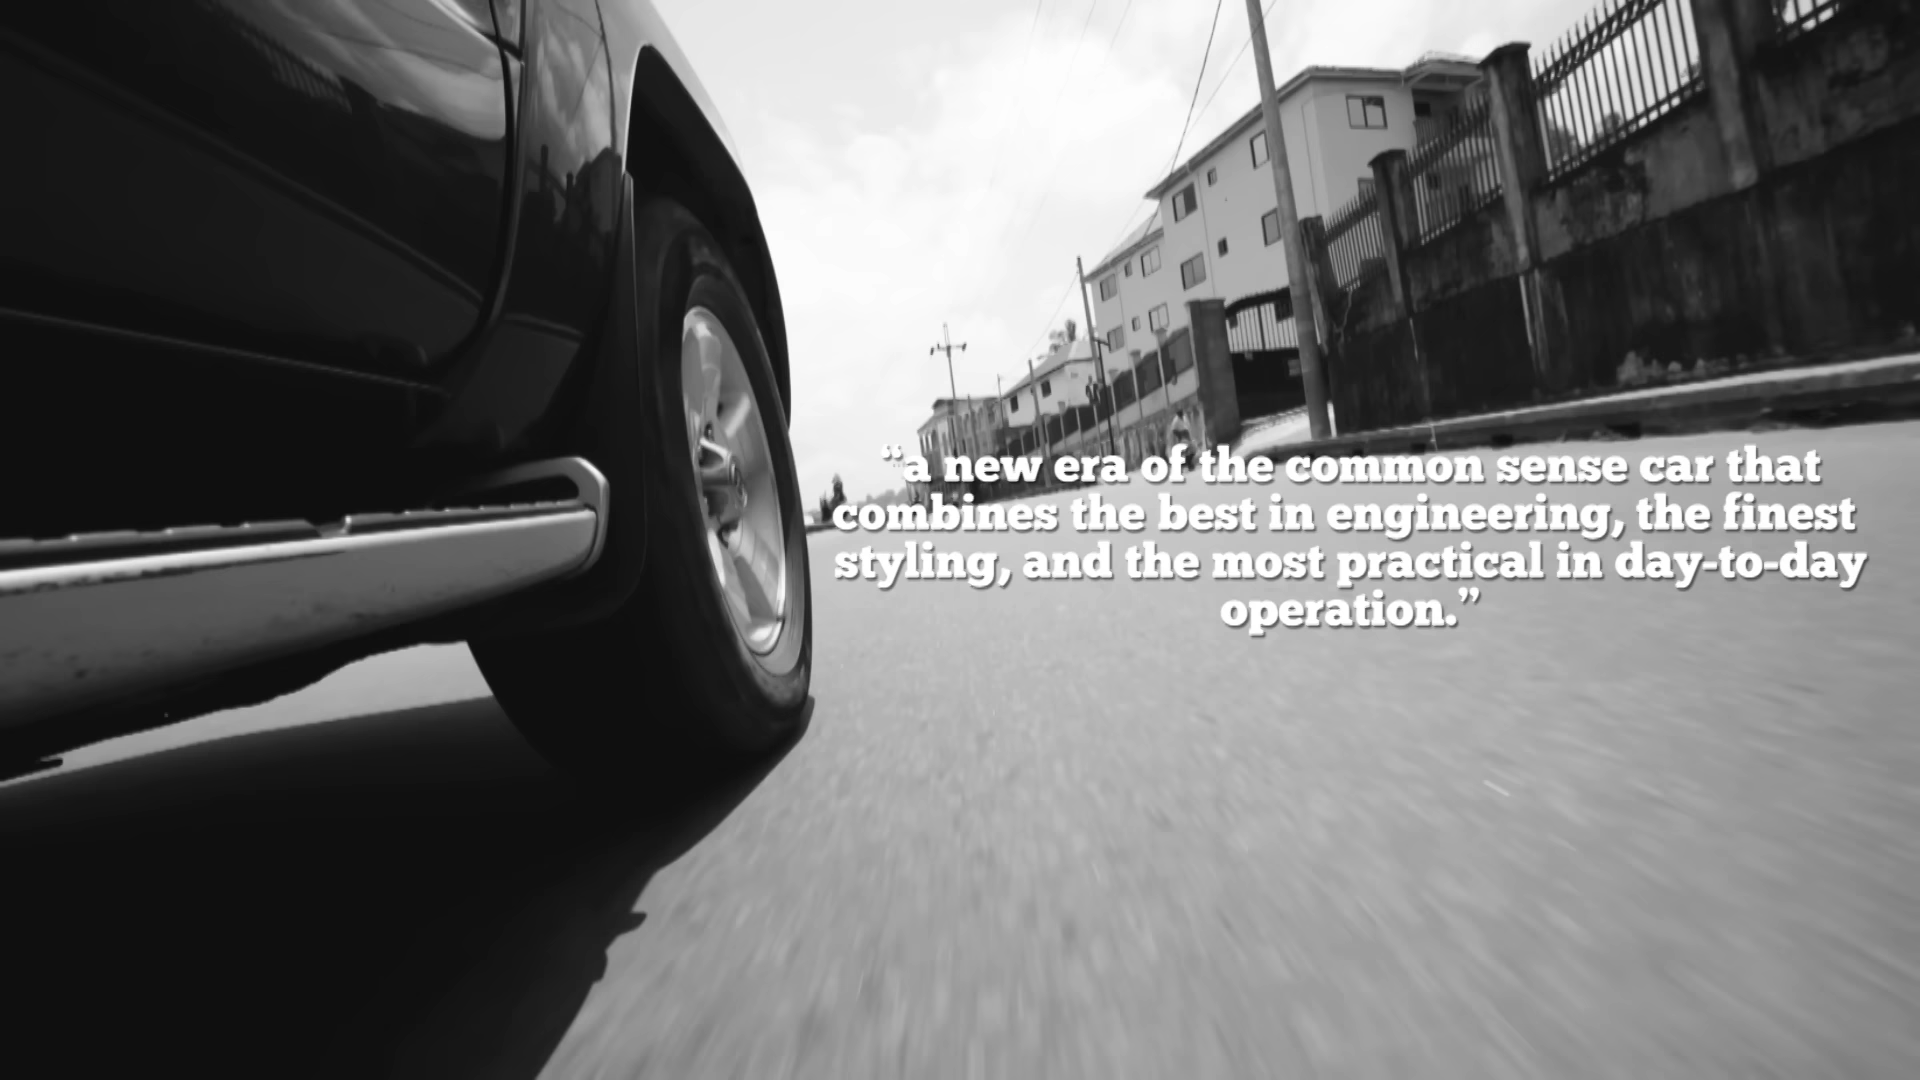 “a new era of the common sense car that
combines the best in engineering, the finest
styling, and the most practical in day-to-day
operation.”